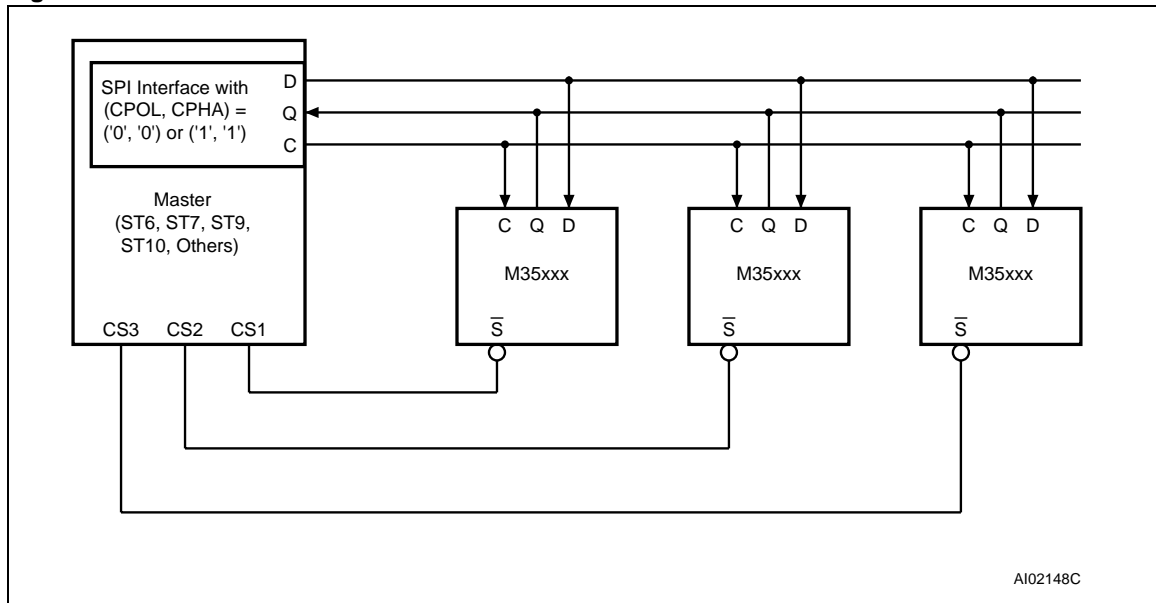 SPI Interface with
(CPOL, CPHA) =
('0', '0') or ('1', '1')
D
Q
C
Master
(ST6, ST7, ST9,
ST10, Others)
CS3 CS2 CS1
C Q D
M35xxx
S̅
C Q D
M35xxx
S̅
C Q D
M35xxx
S̅
AI02148C